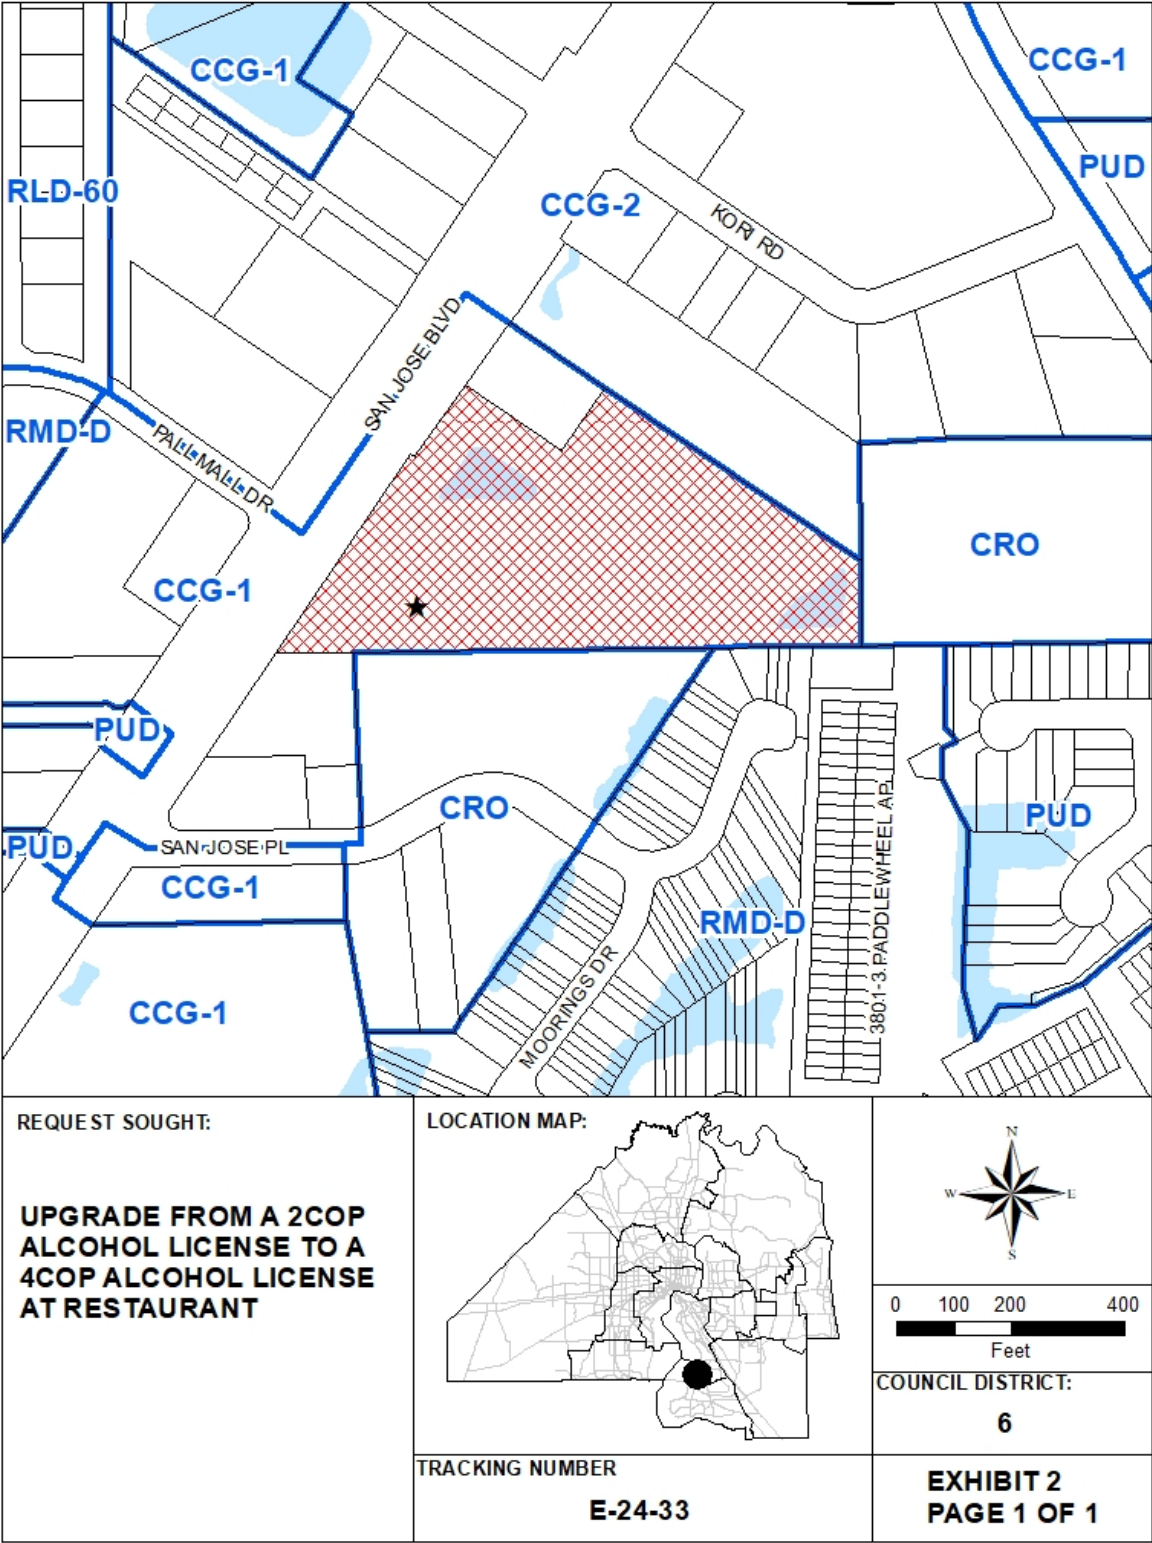 CCG-1
CCG-1
PUD
RLD-60
CCG-2
KORI RD
SAN JOSE BLVD
RMD-D
PALL MALL DR
CRO
CCG-1
PUD
CRO
PUD
PUD
SAN JOSE PL
CCG-1
RMD-D
3801-3 PADDLEWHEEL AP
CCG-1
MOORINGS DR
REQUEST SOUGHT:
UPGRADE FROM A 2COP
ALCOHOL LICENSE TO A
4COP ALCOHOL LICENSE
AT RESTAURANT
LOCATION MAP:
N
W E
S
0 100 200 400
Feet
COUNCIL DISTRICT:
6
TRACKING NUMBER
E-24-33
EXHIBIT 2
PAGE 1 OF 1